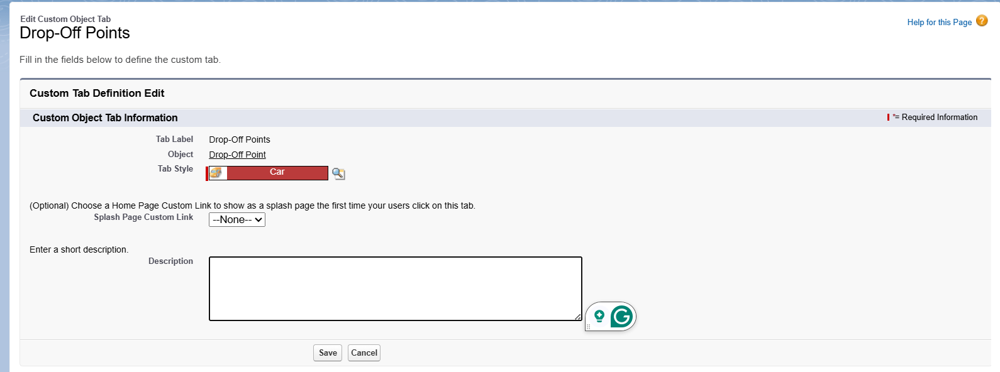 Edit Custom Object Tab
Drop-Off Points
Help for this Page ?
Fill in the fields below to define the custom tab.
Custom Tab Definition Edit
Custom Object Tab Information
*= Required Information
Tab Label Drop-Off Points
Object Drop-Off Point
Tab Style Car
(Optional) Choose a Home Page Custom Link to show as a splash page the first time your users click on this tab.
Splash Page Custom Link --None--
Enter a short description.
Description
G
Save Cancel